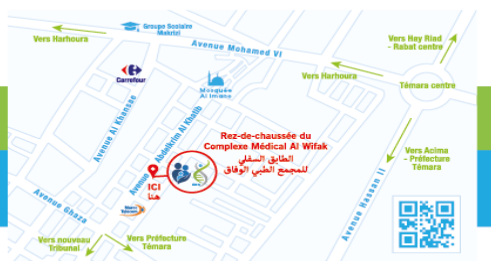 Groupe Scolaire
Makotel
Vers Harhoura
Avenue Mohamed VI
Vers Hay Riad
- Rabat centre
Carrefour
Mosquée
Al Imane
Vers Harhoura
Témara centre
Avenue Al Khansae
Avenue Abdelkrim Al Khatib
Rez-de-chaussée du
Complexe Médical Al Wifak
الطابق السفلي
للمجمع الطبي الوفاق
Vers Acima
- Préfecture
Témara
ICI
هنا
Avenue Ghaza
Maroc
Telecom
Avenue Hassan II
Vers nouveau
Tribunal
Vers Préfecture
Témara